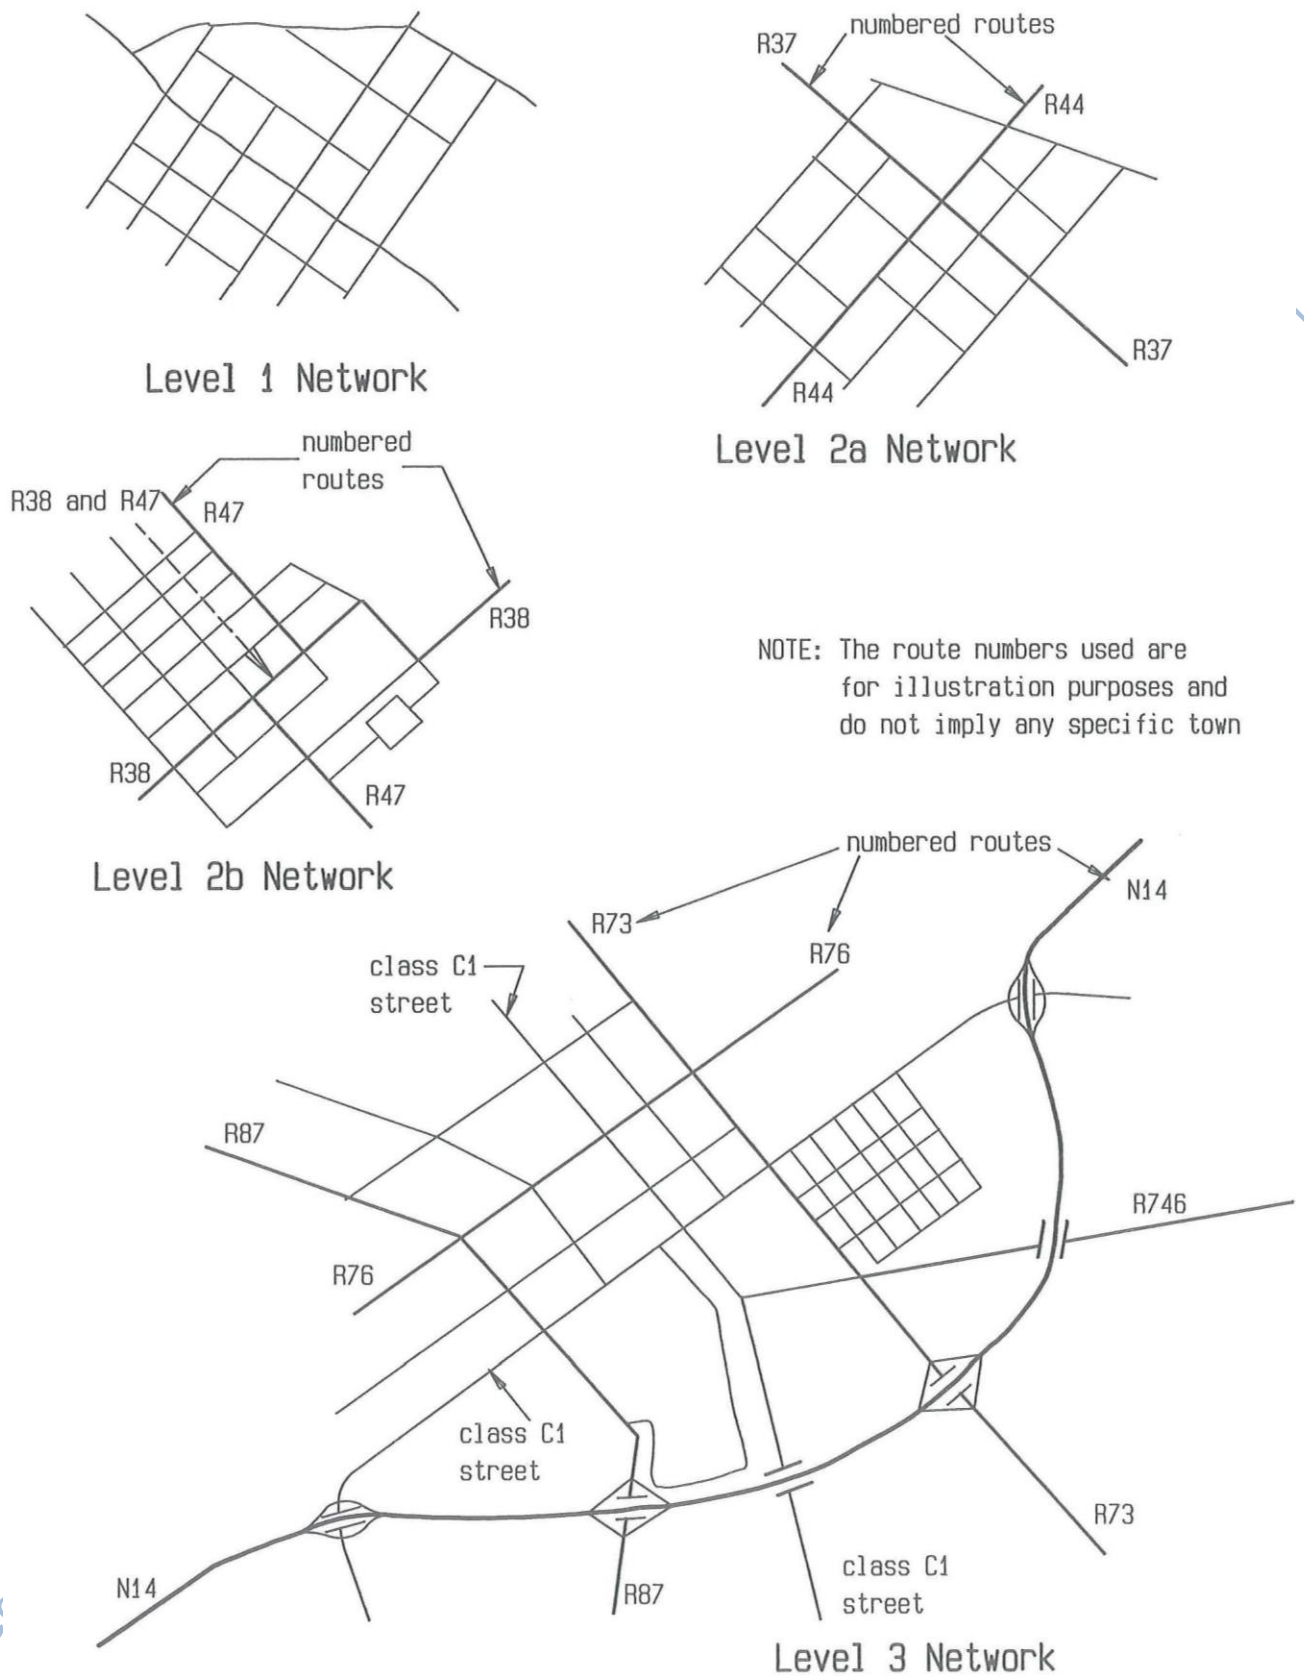 numbered routes
R37
R44
R37
R44
Level 1 Network
Level 2a Network
numbered
routes
R38 and R47
R47
R38
R38
R47
Level 2b Network
NOTE: The route numbers used are
for illustration purposes and
do not imply any specific town
numbered routes
N14
R73
R76
class C1
street
R87
R746
R76
class C1
street
R73
class C1
street
N14
R87
Level 3 Network